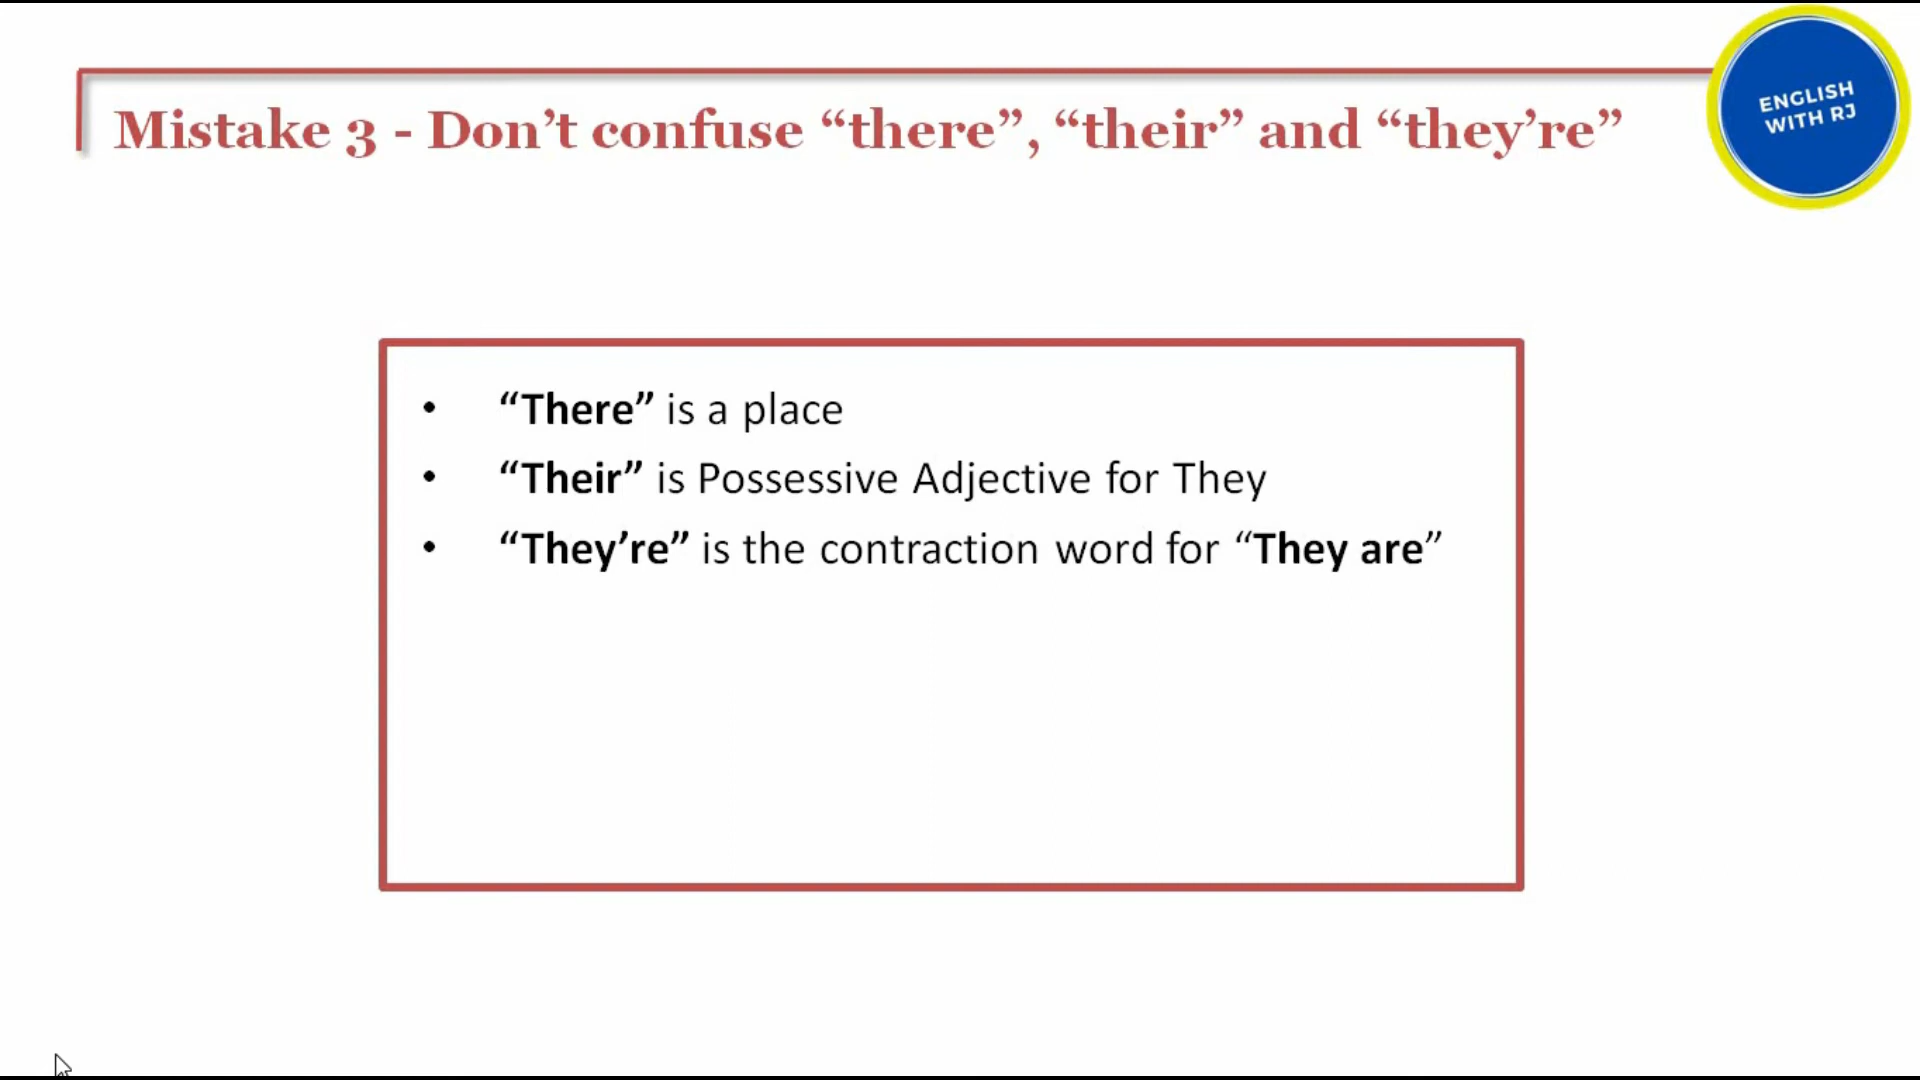 Mistake 3 - Don’t confuse “there”, “their” and “they’re”
ENGLISH
WITH RJ
• “There” is a place
• “Their” is Possessive Adjective for They
• “They’re” is the contraction word for “They are”